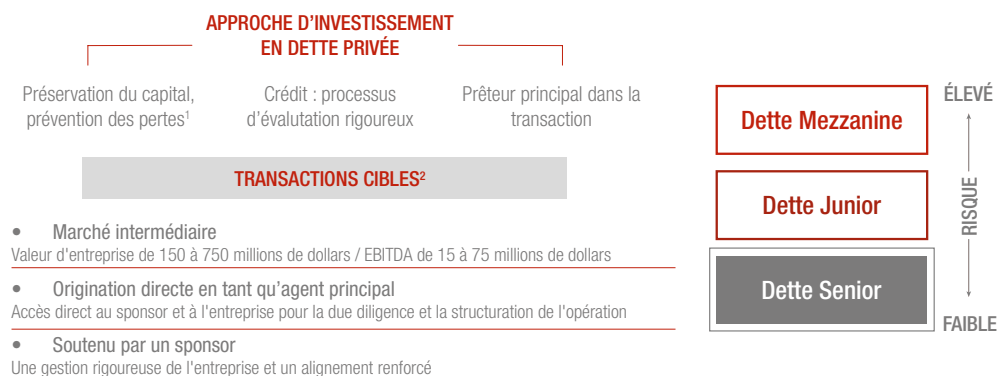 APPROCHE D'INVESTISSEMENT
EN DETTE PRIVÉE
Préservation du capital,
prévention des pertes¹
Crédit : processus
d'évalutation rigoureux
Prêteur principal dans la
transaction
TRANSACTIONS CIBLES²
• Marché intermédiaire
Valeur d'entreprise de 150 à 750 millions de dollars / EBITDA de 15 à 75 millions de dollars
• Origination directe en tant qu'agent principal
Accès direct au sponsor et à l'entreprise pour la due diligence et la structuration de l'opération
• Soutenu par un sponsor
Une gestion rigoureuse de l'entreprise et un alignement renforcé
Dette Mezzanine
Dette Junior
Dette Senior
ÉLEVÉ
RISQUE
FAIBLE